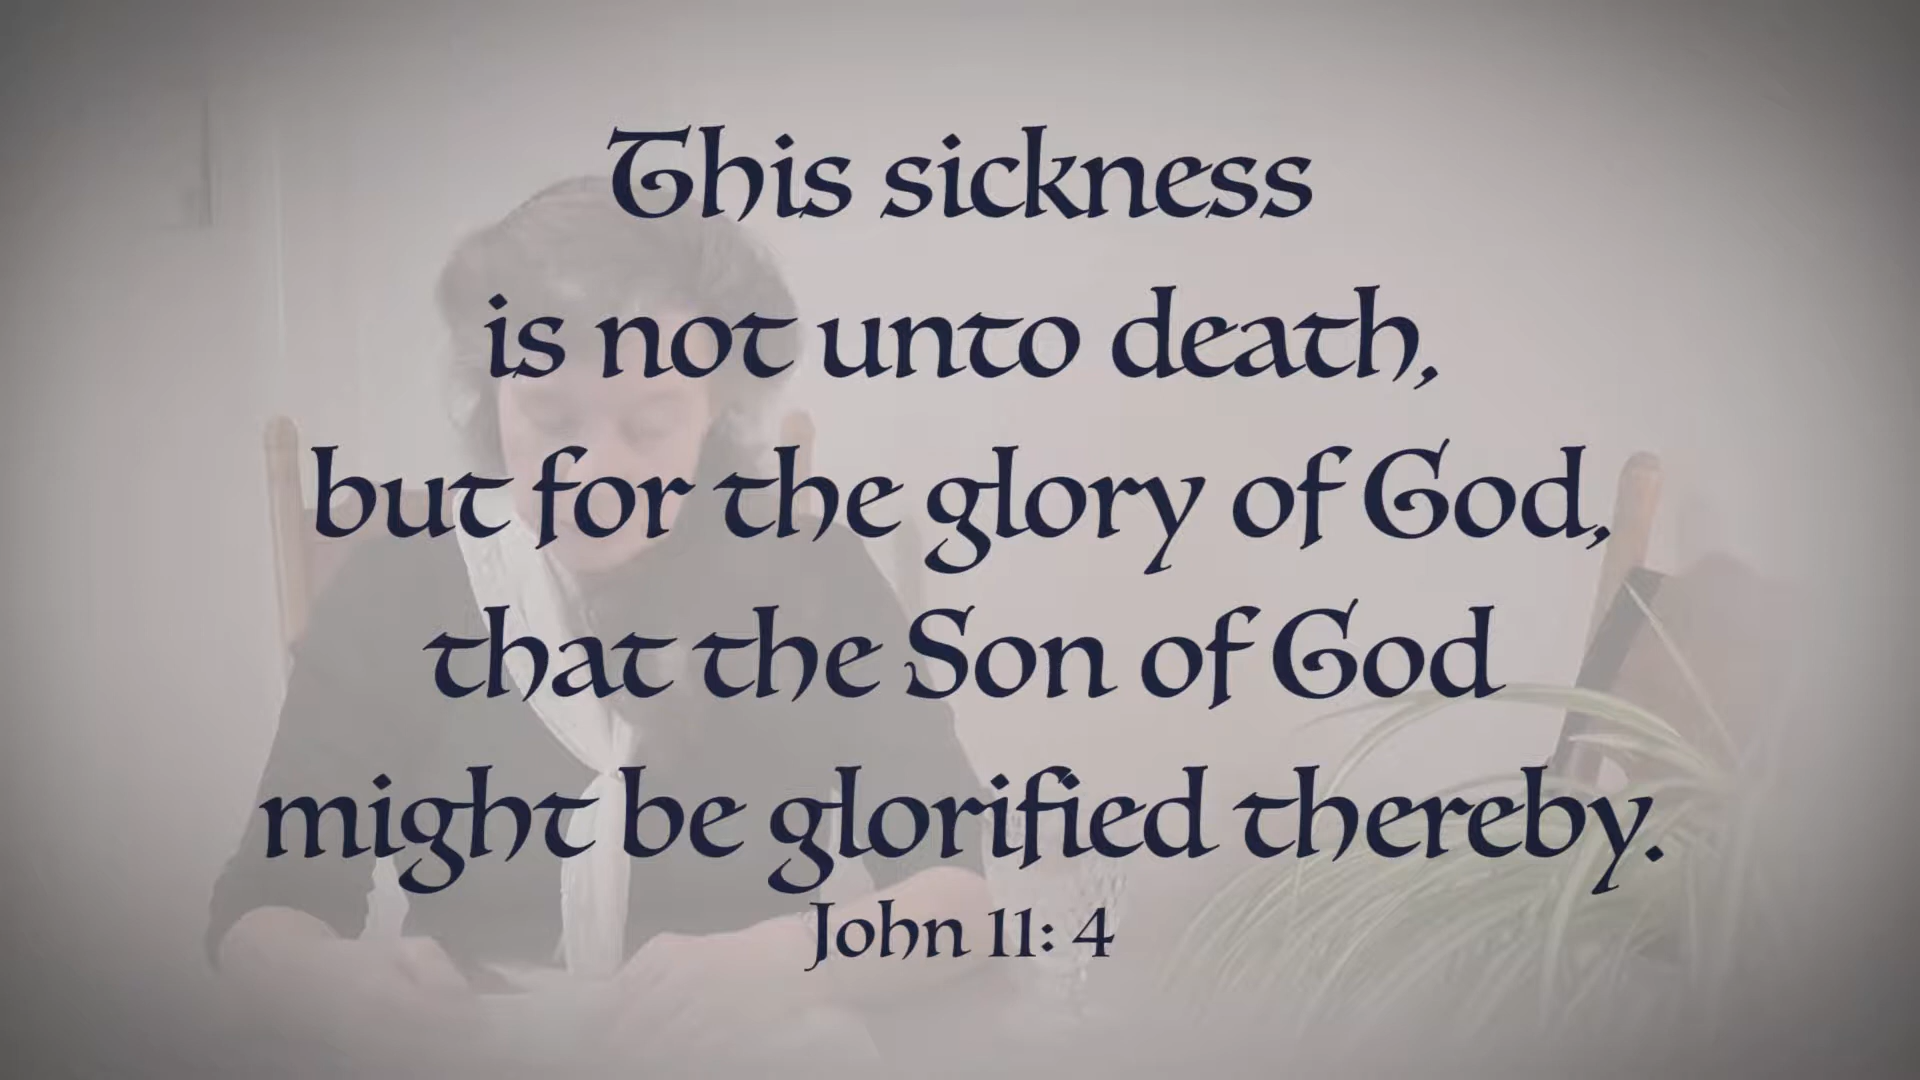 This sickness
is not unto death,
but for the glory of God,
that the Son of God
might be glorified thereby.
John 11: 4